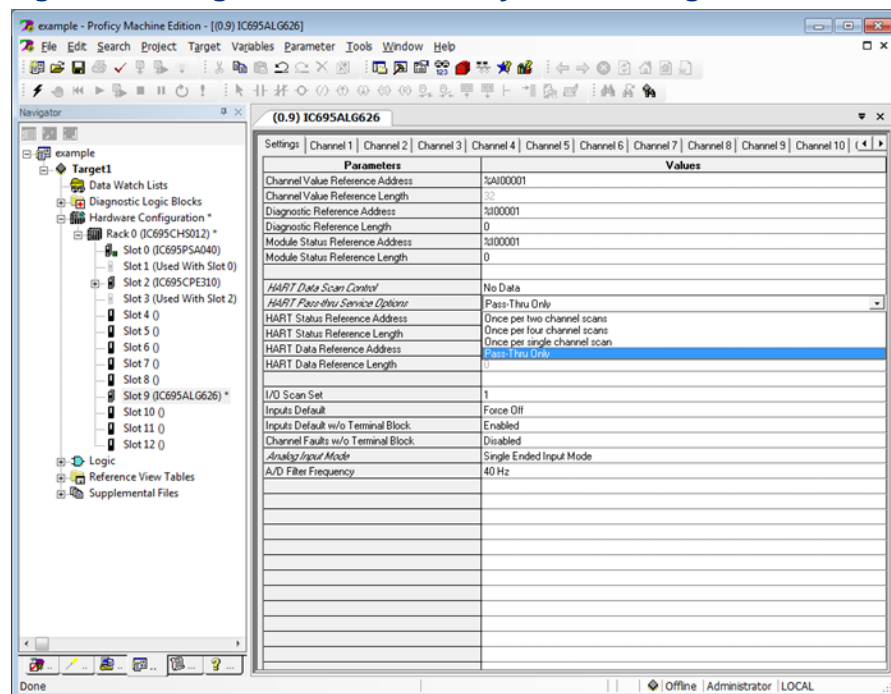 example - Proficy Machine Edition - [(0.9) IC695ALG626]
File Edit Search Project Target Variables Parameter Tools Window Help
Navigator
(0.9) IC695ALG626
Settings Channel 1 Channel 2 Channel 3 Channel 4 Channel 5 Channel 6 Channel 7 Channel 8 Channel 9 Channel 10
example
Target1
Data Watch Lists
Diagnostic Logic Blocks
Hardware Configuration *
Rack 0 (IC695CHS012) *
Slot 0 (IC695PSA040)
Slot 1 (Used With Slot 0)
Slot 2 (IC695CPE310)
Slot 3 (Used With Slot 2)
Slot 4 ()
Slot 5 ()
Slot 6 ()
Slot 7 ()
Slot 8 ()
Slot 9 (IC695ALG626) *
Slot 10 ()
Slot 11 ()
Slot 12 ()
Logic
Reference View Tables
Supplemental Files
Parameters Values
Channel Value Reference Address %AI00001
Channel Value Reference Length 32
Diagnostic Reference Address %I00001
Diagnostic Reference Length 0
Module Status Reference Address %I00001
Module Status Reference Length 0
HART Data Scan Control No Data
HART Pass-thru Service Options Pass-Thru Only
HART Status Reference Address Once per two channel scans
HART Status Reference Length Once per four channel scans
Once per single channel scan
HART Data Reference Address Pass-Thru Only
HART Data Reference Length 0
I/O Scan Set 1
Inputs Default Force Off
Inputs Default w/o Terminal Block Enabled
Channel Faults w/o Terminal Block Disabled
Analog Input Mode Single Ended Input Mode
A/D Filter Frequency 40 Hz
Done
Offline Administrator LOCAL